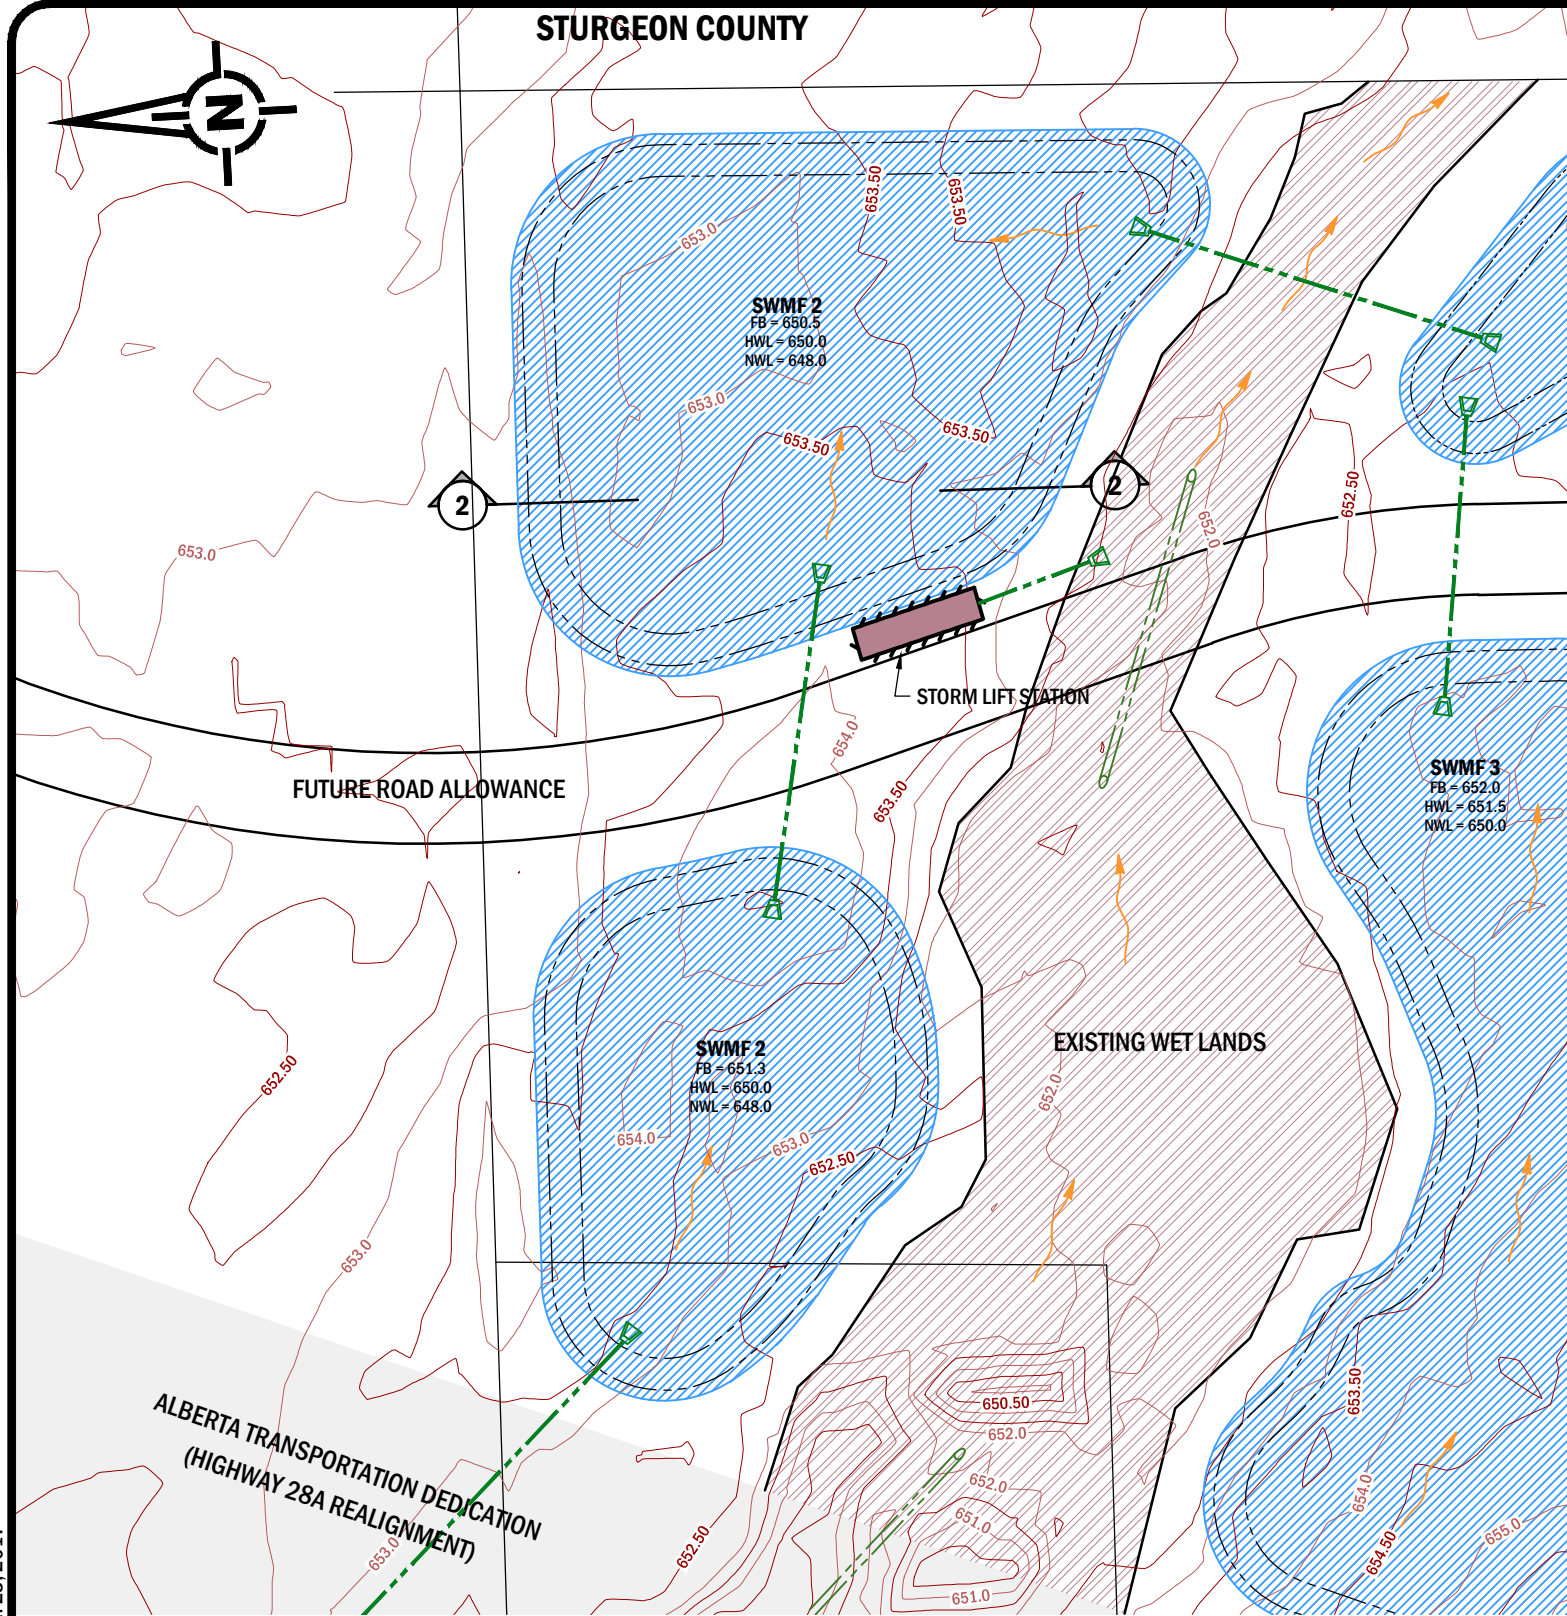 STURGEON COUNTY
N
653.50
653.50
653.0
SWMF 2
FB = 650.5
HWL = 650.0
NWL = 648.0
653.0
653.50
653.50
2
2
652.50
652.0
653.0
STORM LIFT STATION
654.0
FUTURE ROAD ALLOWANCE
653.50
SWMF 3
FB = 652.0
HWL = 651.5
NWL = 650.0
EXISTING WET LANDS
SWMF 2
FB = 651.3
HWL = 650.0
NWL = 648.0
652.50
652.0
654.0
653.0
652.50
653.0
653.50
650.50
652.0
ALBERTA TRANSPORTATION DEDICATION
(HIGHWAY 28A REALIGNMENT)
652.0
654.0
651.0
655.0
652.50
653.0
654.50
651.0